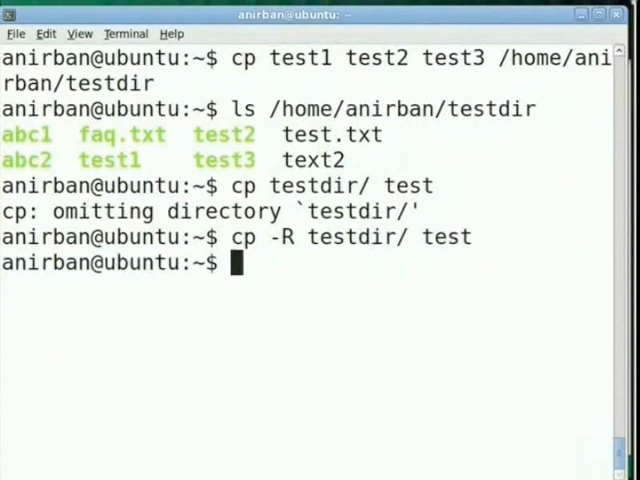 anirban@ubuntu: ~
File Edit View Terminal Help
anirban@ubuntu:~$ cp test1 test2 test3 /home/ani
rban/testdir
anirban@ubuntu:~$ ls /home/anirban/testdir
abc1 faq.txt test2 test.txt
abc2 test1 test3 text2
anirban@ubuntu:~$ cp testdir/ test
cp: omitting directory `testdir/'
anirban@ubuntu:~$ cp -R testdir/ test
anirban@ubuntu:~$